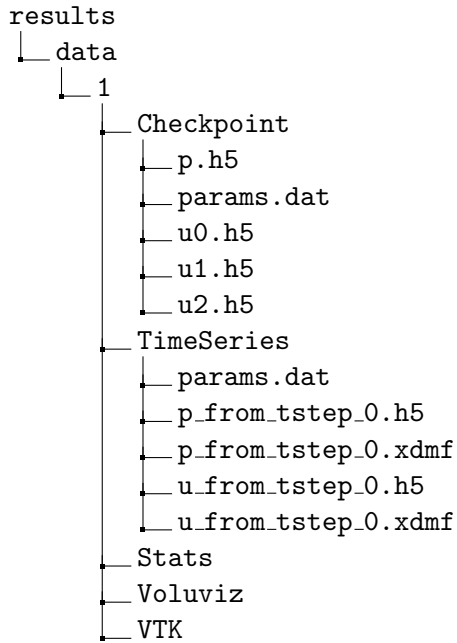 results
data
1
Checkpoint
p.h5
params.dat
u0.h5
u1.h5
u2.h5
TimeSeries
params.dat
p_from_tstep_0.h5
p_from_tstep_0.xdmf
u_from_tstep_0.h5
u_from_tstep_0.xdmf
Stats
Voluviz
VTK